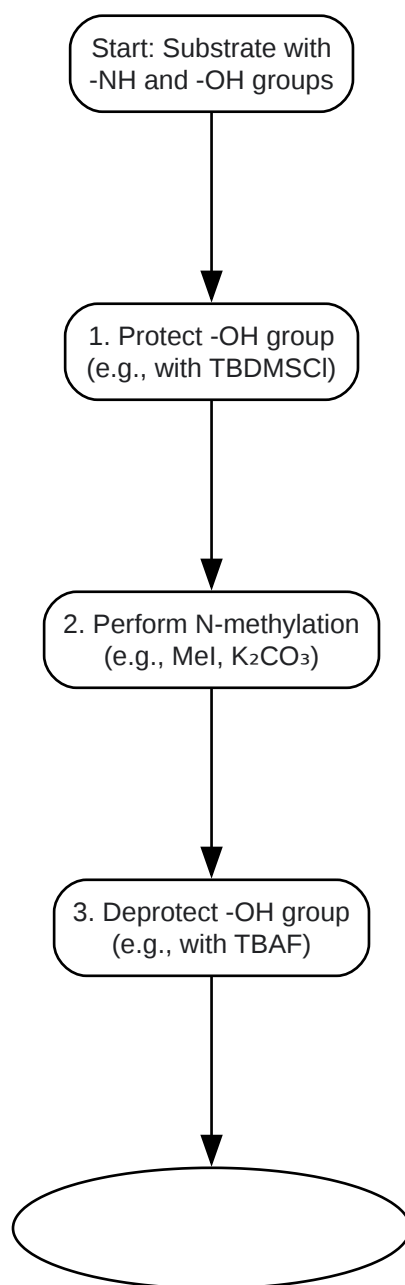 Start: Substrate with
-NH and -OH groups
1. Protect -OH group
(e.g., with TBDMSCl)
2. Perform N-methylation
(e.g., MeI, K₂CO₃)
3. Deprotect -OH group
(e.g., with TBAF)